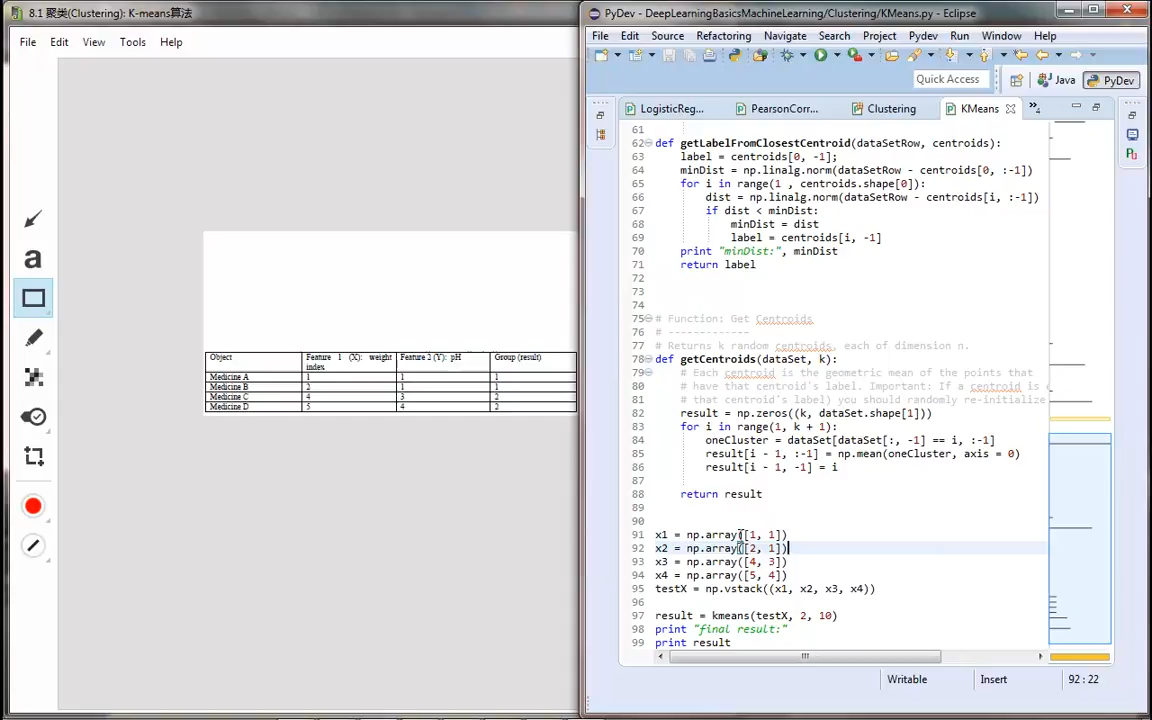 8.1 聚类(Clustering): K-means算法
File Edit View Tools Help
Object Feature 1 (X): weight index Feature 2 (Y): pH Group (result)
Medicine A 1 1 1
Medicine B 2 1 1
Medicine C 4 3 2
Medicine D 5 4 2
PyDev - DeepLearningBasicsMachineLearning/Clustering/KMeans.py - Eclipse
File Edit Source Refactoring Navigate Search Project Pydev Run Window Help
Quick Access Java PyDev
LogisticReg... PearsonCorr... Clustering KMeans 4
61
62 def getLabelFromClosestCentroid(dataSetRow, centroids):
63 label = centroids[0, -1];
64 minDist = np.linalg.norm(dataSetRow - centroids[0, :-1])
65 for i in range(1 , centroids.shape[0]):
66 dist = np.linalg.norm(dataSetRow - centroids[i, :-1])
67 if dist < minDist:
68 minDist = dist
69 label = centroids[i, -1]
70 print "minDist:", minDist
71 return label
72
73
74
75 # Function: Get Centroids
76 # -------------
77 # Returns k random centroids, each of dimension n.
78 def getCentroids(dataSet, k):
79 # Each centroid is the geometric mean of the points that
80 # have that centroid's label. Important: If a centroid is e
81 # that centroid's label) you should randomly re-initialize
82 result = np.zeros((k, dataSet.shape[1]))
83 for i in range(1, k + 1):
84 oneCluster = dataSet[dataSet[:, -1] == i, :-1]
85 result[i - 1, :-1] = np.mean(oneCluster, axis = 0)
86 result[i - 1, -1] = i
87
88 return result
89
90
91 x1 = np.array([1, 1])
92 x2 = np.array([2, 1])
93 x3 = np.array([4, 3])
94 x4 = np.array([5, 4])
95 testX = np.vstack((x1, x2, x3, x4))
96
97 result = kmeans(testX, 2, 10)
98 print "final result:"
99 print result
Writable Insert 92 : 22